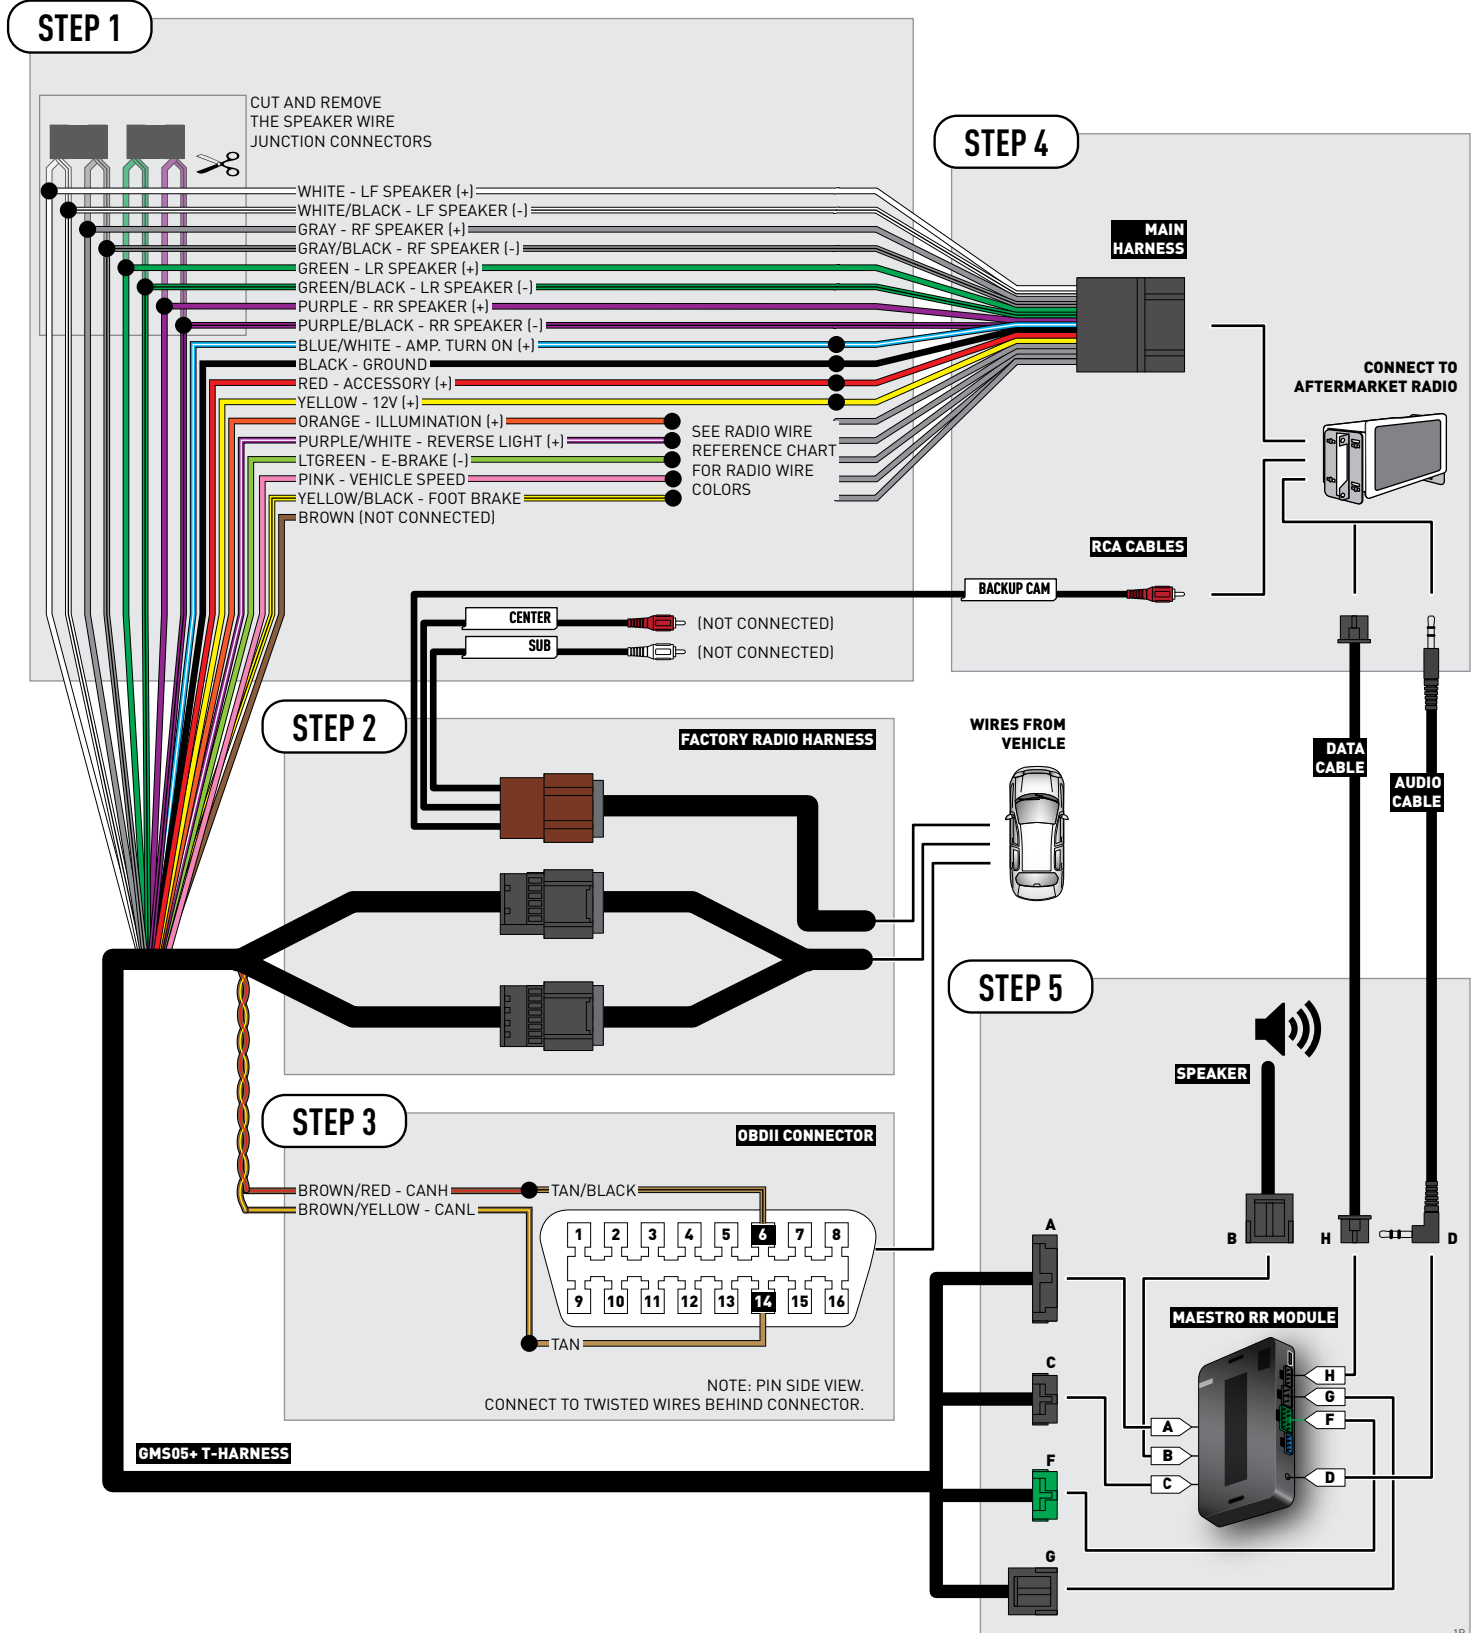 STEP 1
CUT AND REMOVE
THE SPEAKER WIRE
JUNCTION CONNECTORS
WHITE - LF SPEAKER (+)
WHITE/BLACK - LF SPEAKER (-)
GRAY - RF SPEAKER (+)
GRAY/BLACK - RF SPEAKER (-)
GREEN - LR SPEAKER (+)
GREEN/BLACK - LR SPEAKER (-)
PURPLE - RR SPEAKER (+)
PURPLE/BLACK - RR SPEAKER (-)
BLUE/WHITE - AMP. TURN ON (+)
BLACK - GROUND
RED - ACCESSORY (+)
YELLOW - 12V (+)
ORANGE - ILLUMINATION (+)
PURPLE/WHITE - REVERSE LIGHT (+)
LTGREEN - E-BRAKE (-)
PINK - VEHICLE SPEED
YELLOW/BLACK - FOOT BRAKE
BROWN (NOT CONNECTED)
SEE RADIO WIRE
REFERENCE CHART
FOR RADIO WIRE
COLORS
CENTER
(NOT CONNECTED)
SUB
(NOT CONNECTED)
STEP 4
MAIN
HARNESS
CONNECT TO
AFTERMARKET RADIO
RCA CABLES
BACKUP CAM
DATA
CABLE
AUDIO
CABLE
STEP 2
FACTORY RADIO HARNESS
WIRES FROM
VEHICLE
STEP 3
OBDII CONNECTOR
BROWN/RED - CANH
TAN/BLACK
BROWN/YELLOW - CANL
1 2 3 4 5 6 7 8
9 10 11 12 13 14 15 16
TAN
NOTE: PIN SIDE VIEW.
CONNECT TO TWISTED WIRES BEHIND CONNECTOR.
GMS05+ T-HARNESS
STEP 5
SPEAKER
B
H
D
A
C
F
G
MAESTRO RR MODULE
H
G
F
D
A
B
C